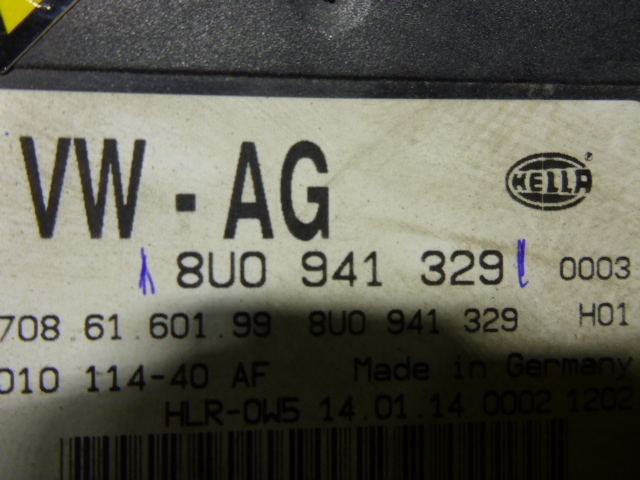 VW - AG
HELLA ®
8U0 941 329 0003
708.61.601.99 8U0 941 329 H01
010 114-40 AF Made in Germany
HLR-0W5 14.01.14 0002 1202